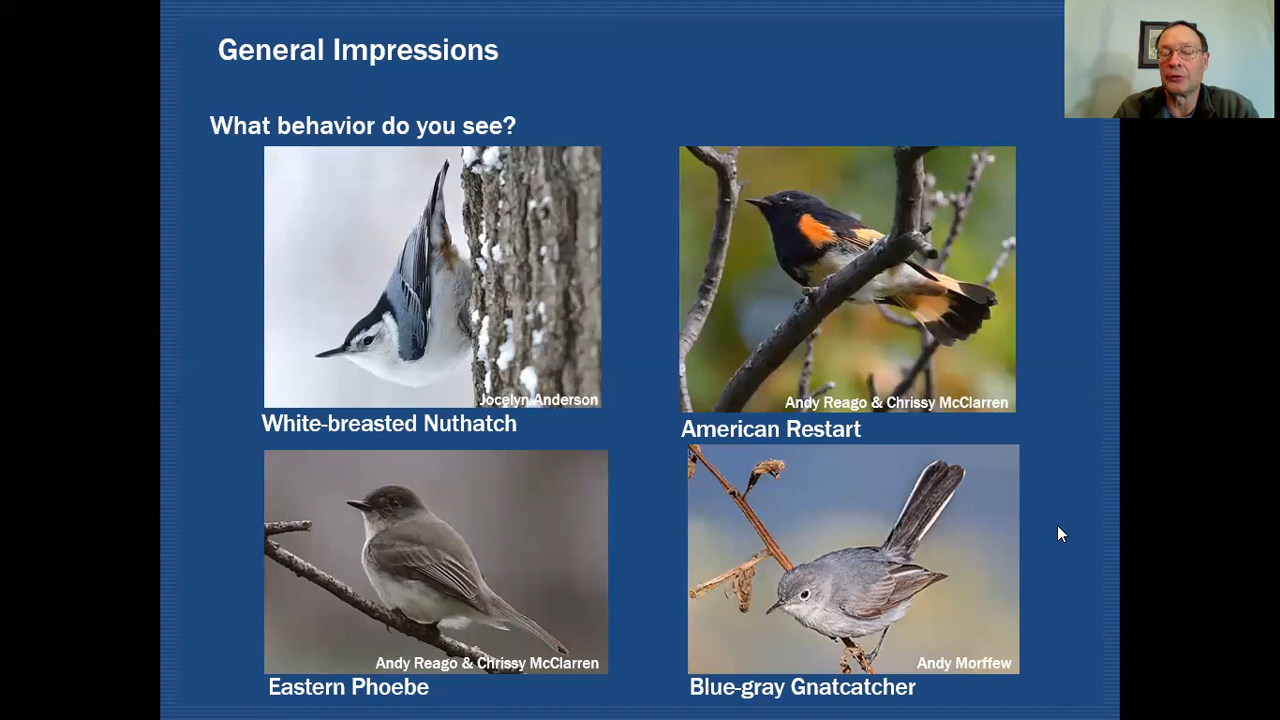 General Impressions
What behavior do you see?
Jocelyn Anderson
White-breasted Nuthatch
Andy Reago & Chrissy McClarren
American Restart
Andy Reago & Chrissy McClarren
Eastern Phoebe
Andy Morffew
Blue-gray Gnatcatcher